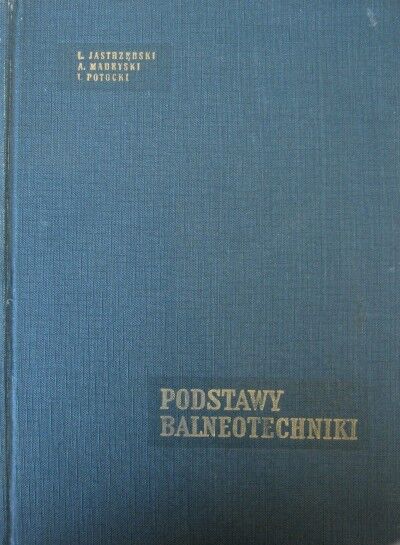 Ł. JASTRZĘBSKI
A. MADEYSKI
I. POTOCKI
PODSTAWY
BALNEOTECHNIKI